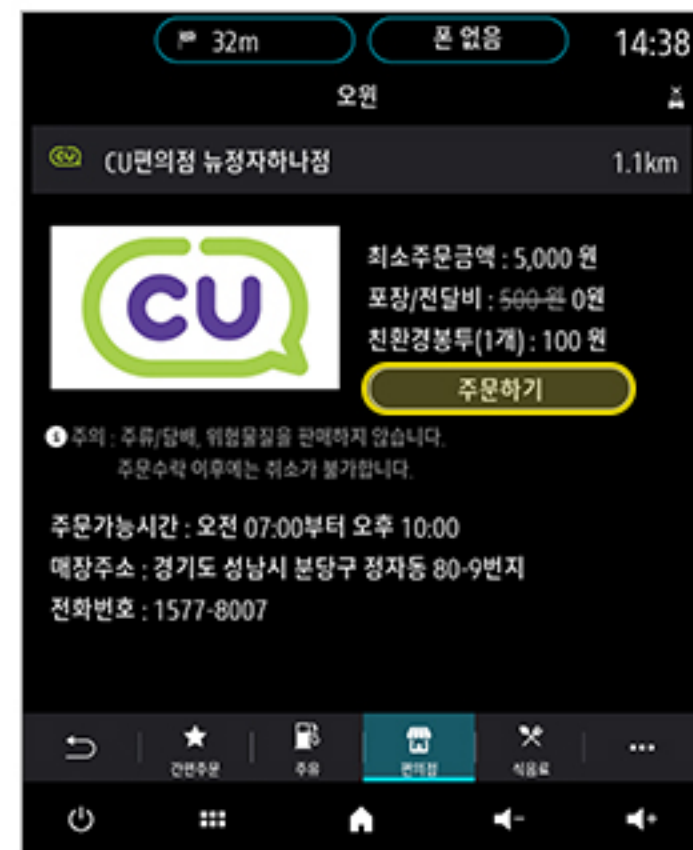 32m
폰 없음
14:38
오윈
CU
CU편의점 뉴정자하나점
1.1km
CU
최소주문금액 : 5,000 원
포장/전달비 : 500 원 0원
친환경봉투(1개) : 100 원
주문하기
주의 : 주류/담배, 위험물질을 판매하지 않습니다.
주문수락 이후에는 취소가 불가합니다.
주문가능시간 : 오전 07:00부터 오후 10:00
매장주소 : 경기도 성남시 분당구 정자동 80-9번지
전화번호 : 1577-8007
간편주문
주유
편의점
식음료